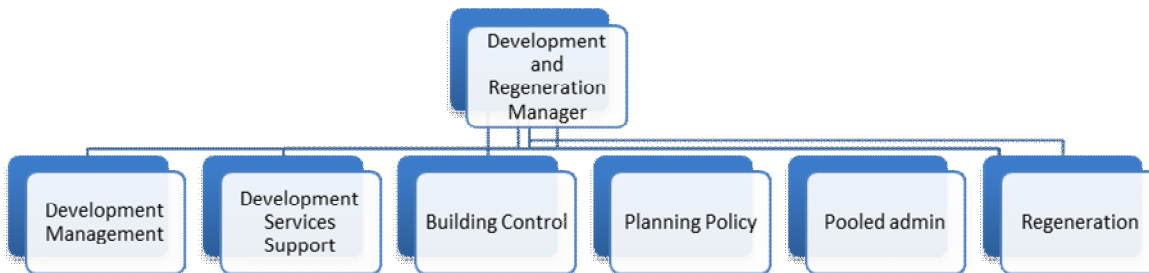 Development
and
Regeneration
Manager
Development
Management
Development
Services
Support
Building Control
Planning Policy
Pooled admin
Regeneration